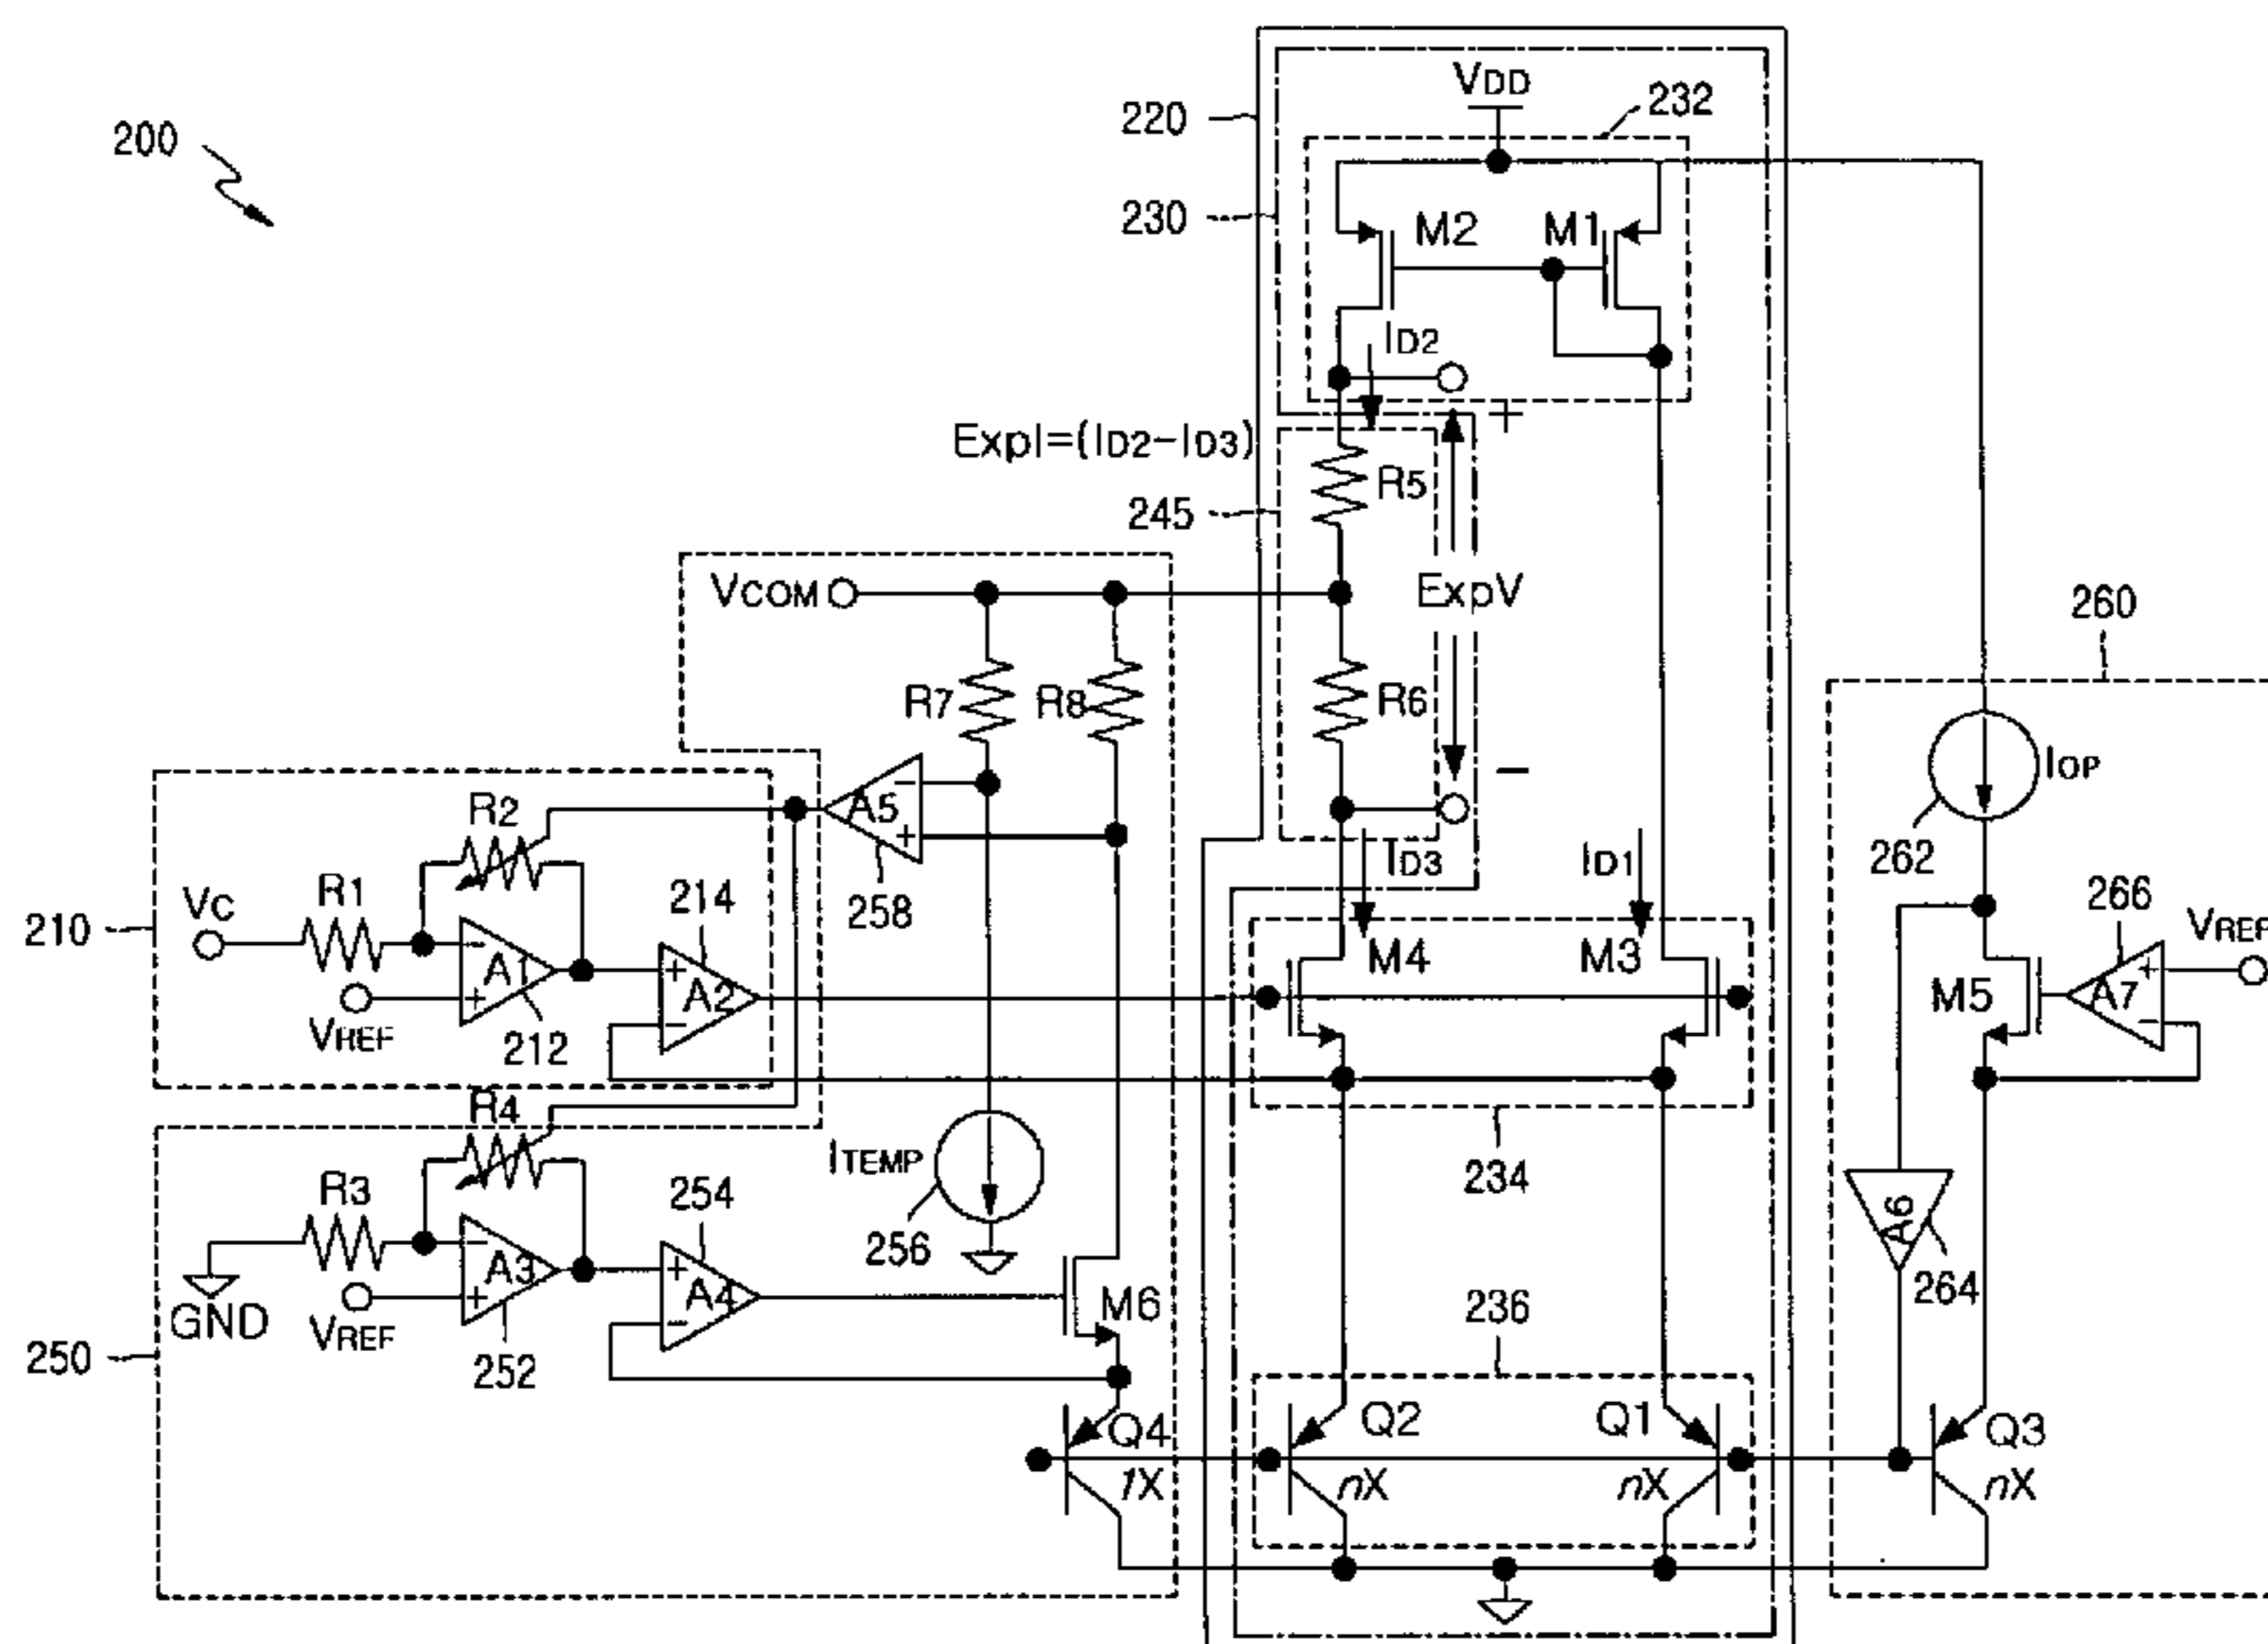 200
220
VDD
232
230
M2
M1
ID2
+
ExpI=(ID2-ID3)
R5
245
VCOM
ExpV
260
R7
R8
R6
IOP
−
262
R2
A5
−
+
258
ID3
ID1
VC
R1
214
210
266
VREF
A1
−
+
A2
+
−
M4
M3
M5
A7
+
−
VREF
212
R4
ITEMP
234
R3
254
256
A6
264
A3
−
+
A4
+
−
M6
236
GND
VREF
250
252
Q4
1X
Q2
nX
Q1
nX
Q3
nX